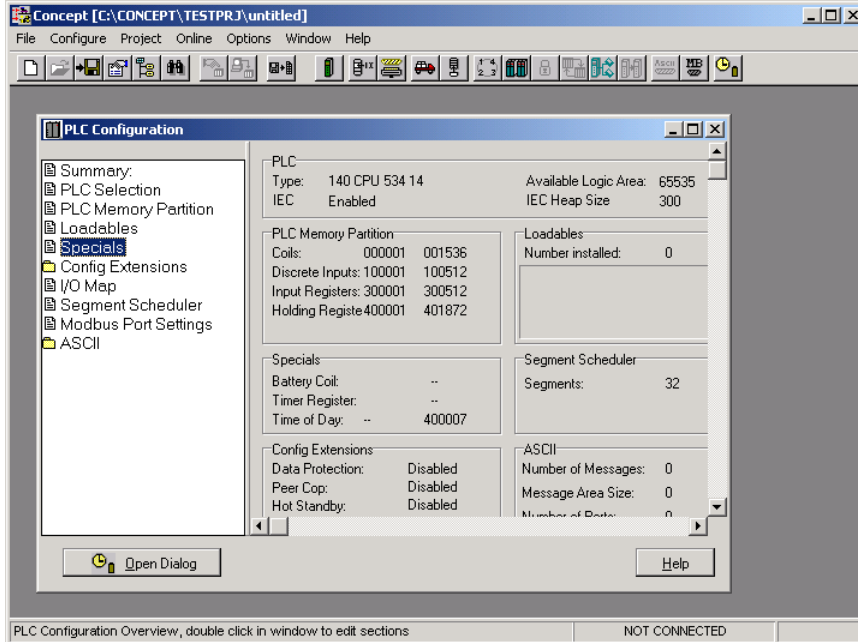 Concept [C:\CONCEPT\TESTPRJ\untitled]
File Configure Project Online Options Window Help
PLC Configuration
Summary:
PLC Selection
PLC Memory Partition
Loadables
Specials
Config Extensions
I/O Map
Segment Scheduler
Modbus Port Settings
ASCII
PLC
Type: 140 CPU 534 14 Available Logic Area: 65535
IEC Enabled IEC Heap Size 300
PLC Memory Partition
Coils: 000001 001536
Discrete Inputs: 100001 100512
Input Registers: 300001 300512
Holding Registe 400001 401872
Loadables
Number installed: 0
Specials
Battery Coil: --
Timer Register: --
Time of Day: -- 400007
Segment Scheduler
Segments: 32
Config Extensions
Data Protection: Disabled
Peer Cop: Disabled
Hot Standby: Disabled
ASCII
Number of Messages: 0
Message Area Size: 0
Number of Ports: 0
Open Dialog
Help
PLC Configuration Overview, double click in window to edit sections NOT CONNECTED